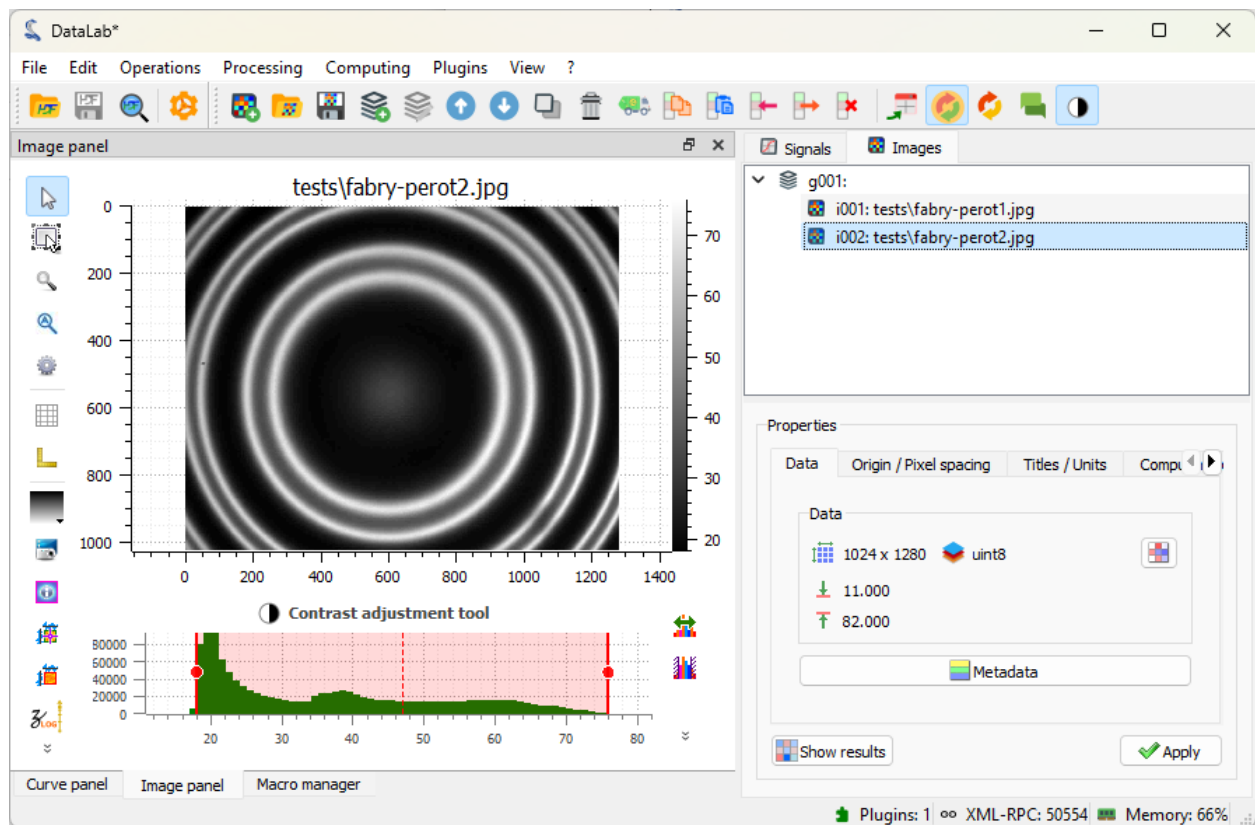 DataLab*
File Edit Operations Processing Computing Plugins View ?
Image panel
tests\fabry-perot2.jpg
0
200
400
600
800
1000
0 200 400 600 800 1000 1200 1400
70
60
50
40
30
20
LOG
Contrast adjustment tool
80000
60000
40000
20000
0
20 30 40 50 60 70 80
Curve panel Image panel Macro manager
Signals Images
g001:
i001: tests\fabry-perot1.jpg
i002: tests\fabry-perot2.jpg
Properties
Data Origin / Pixel spacing Titles / Units
Data
1024 x 1280 uint8
11.000
82.000
Metadata
Show results Apply
Plugins: 1 XML-RPC: 50554 Memory: 66%